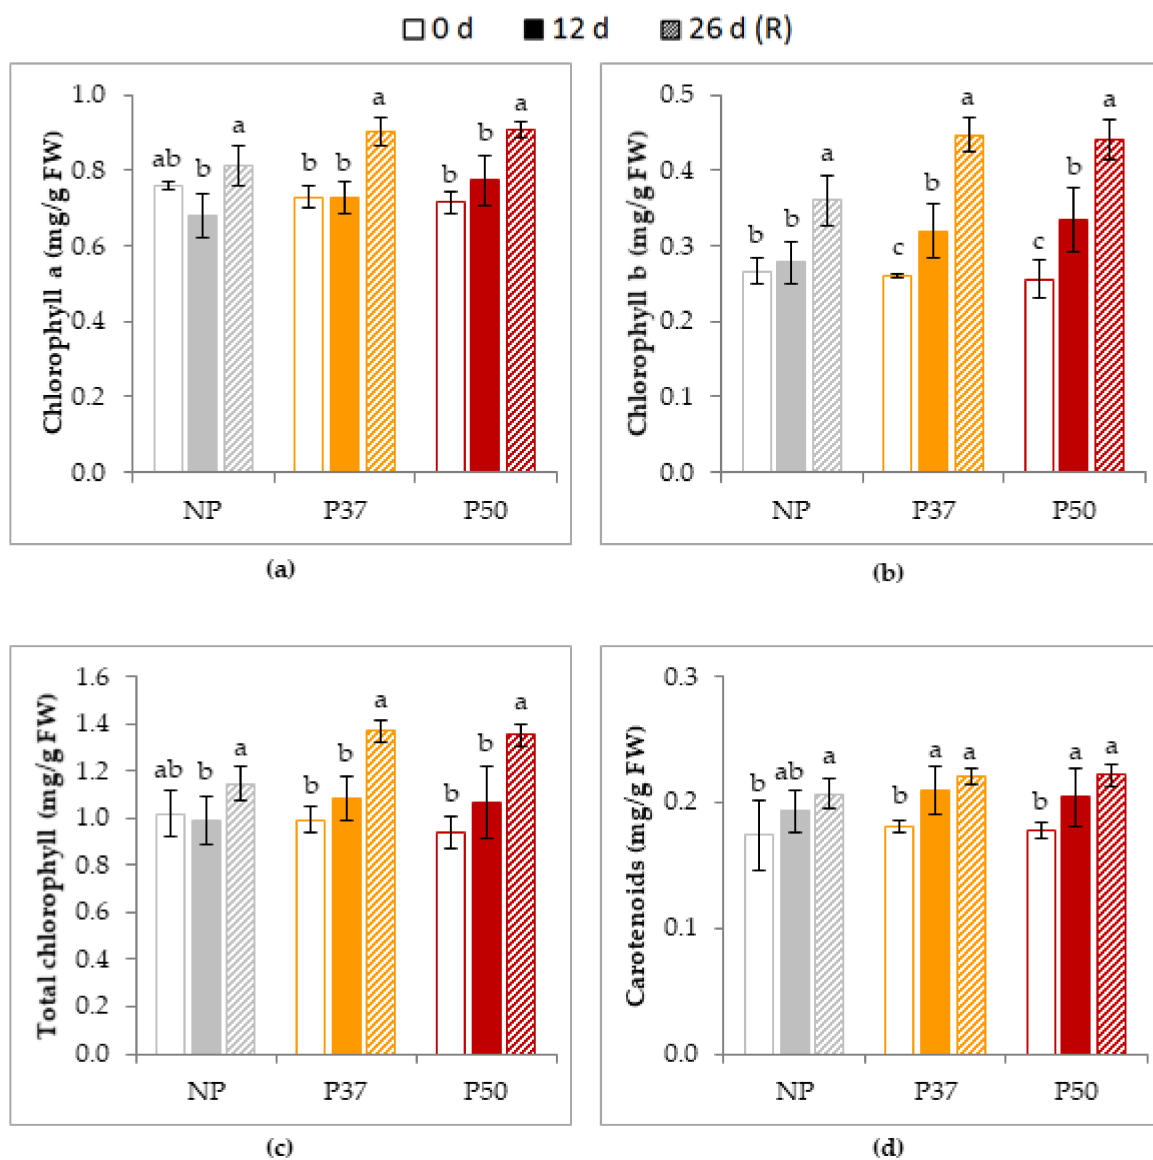 0 d 12 d 26 d (R)
Chlorophyll a (mg/g FW)
1.0
0.8
0.6
0.4
0.2
0.0
ab b a
b b a
b b a
NP P37 P50
(a)
Chlorophyll b (mg/g FW)
0.5
0.4
0.3
0.2
0.1
0.0
b b a
c b a
c b a
NP P37 P50
(b)
Total chlorophyll (mg/g FW)
1.6
1.4
1.2
1.0
0.8
0.6
0.4
0.2
0.0
ab b a
b b a
b b a
NP P37 P50
(c)
Carotenoids (mg/g FW)
0.3
0.2
0.1
0.0
b ab a
b a a
b a a
NP P37 P50
(d)